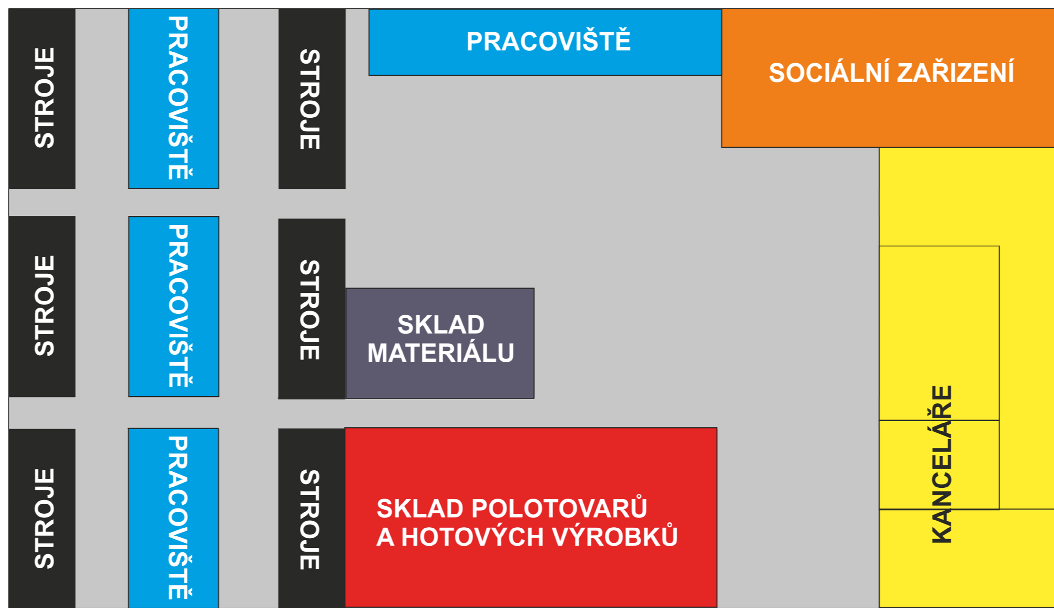 STROJE
PRACOVIŠTĚ
STROJE
PRACOVIŠTĚ
SOCIÁLNÍ ZAŘIZENÍ
STROJE
PRACOVIŠTĚ
STROJE
SKLAD
MATERIÁLU
KANCELÁŘE
STROJE
PRACOVIŠTĚ
STROJE
SKLAD POLOTOVARŮ
A HOTOVÝCH VÝROBKŮ